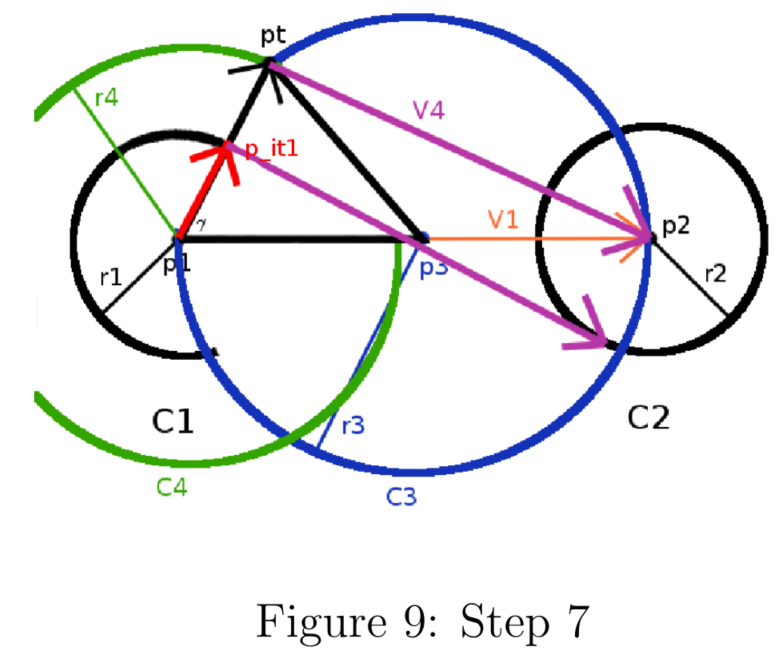 pt
r4
V4
p_it1
γ
V1
p2
p1
p3
r1
r2
C1
r3
C2
C4
C3
Figure 9: Step 7